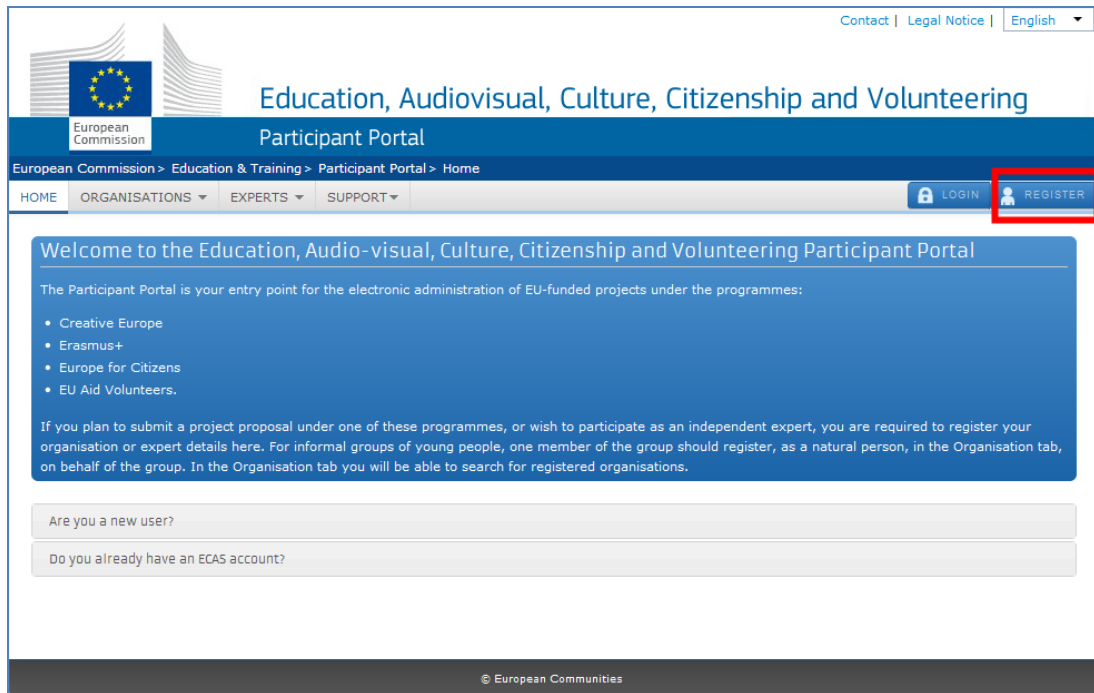 Contact | Legal Notice | English
Education, Audiovisual, Culture, Citizenship and Volunteering
European
Commission
Participant Portal
European Commission > Education & Training > Participant Portal > Home
HOME ORGANISATIONS EXPERTS SUPPORT LOGIN REGISTER
Welcome to the Education, Audio-visual, Culture, Citizenship and Volunteering Participant Portal
The Participant Portal is your entry point for the electronic administration of EU-funded projects under the programmes:
• Creative Europe
• Erasmus+
• Europe for Citizens
• EU Aid Volunteers.
If you plan to submit a project proposal under one of these programmes, or wish to participate as an independent expert, you are required to register your
organisation or expert details here. For informal groups of young people, one member of the group should register, as a natural person, in the Organisation tab,
on behalf of the group. In the Organisation tab you will be able to search for registered organisations.
Are you a new user?
Do you already have an ECAS account?
© European Communities